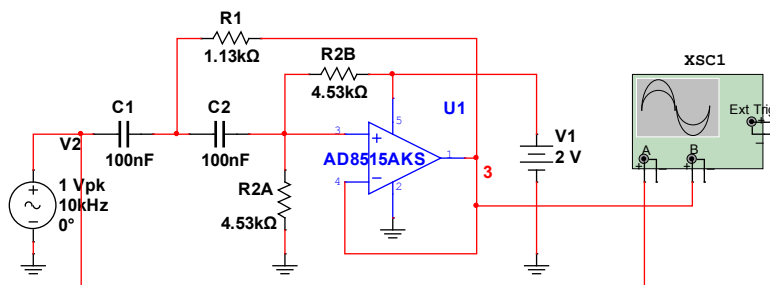 R1
1.13kΩ
XSC1
R2B
4.53kΩ
U1
Ext Trig
+
−
C1
100nF
C2
100nF
V2
1 Vpk
10kHz
0°
+
−
3
5
+
AD8515AKS
1
4
−
2
3
V1
2 V
A
B
+
−
+
−
R2A
4.53kΩ